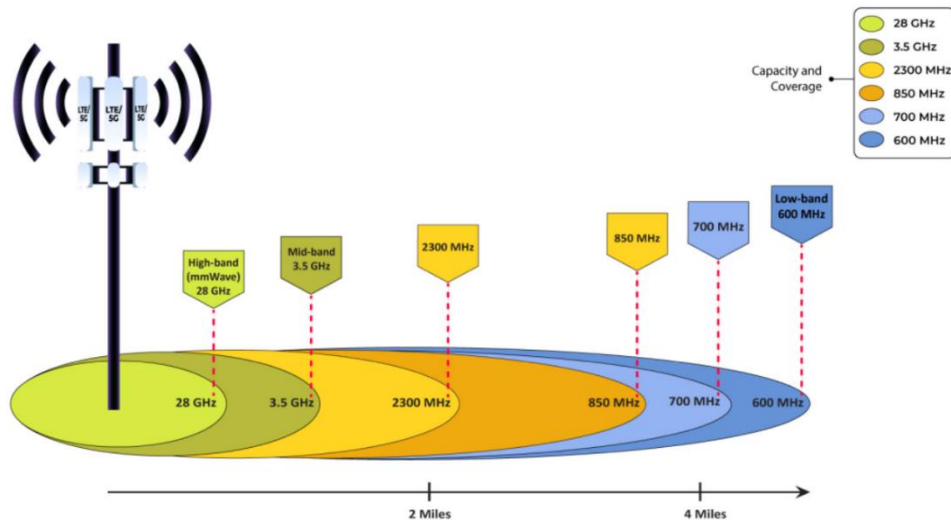 28 GHz
3.5 GHz
2300 MHz
850 MHz
700 MHz
600 MHz
Capacity and
Coverage
LTE/
5G
LTE/
5G
LTE/
5G
High-band
(mmWave)
28 GHz
Mid-band
3.5 GHz
2300 MHz
850 MHz
700 MHz
Low-band
600 MHz
28 GHz
3.5 GHz
2300 MHz
850 MHz
700 MHz
600 MHz
2 Miles
4 Miles